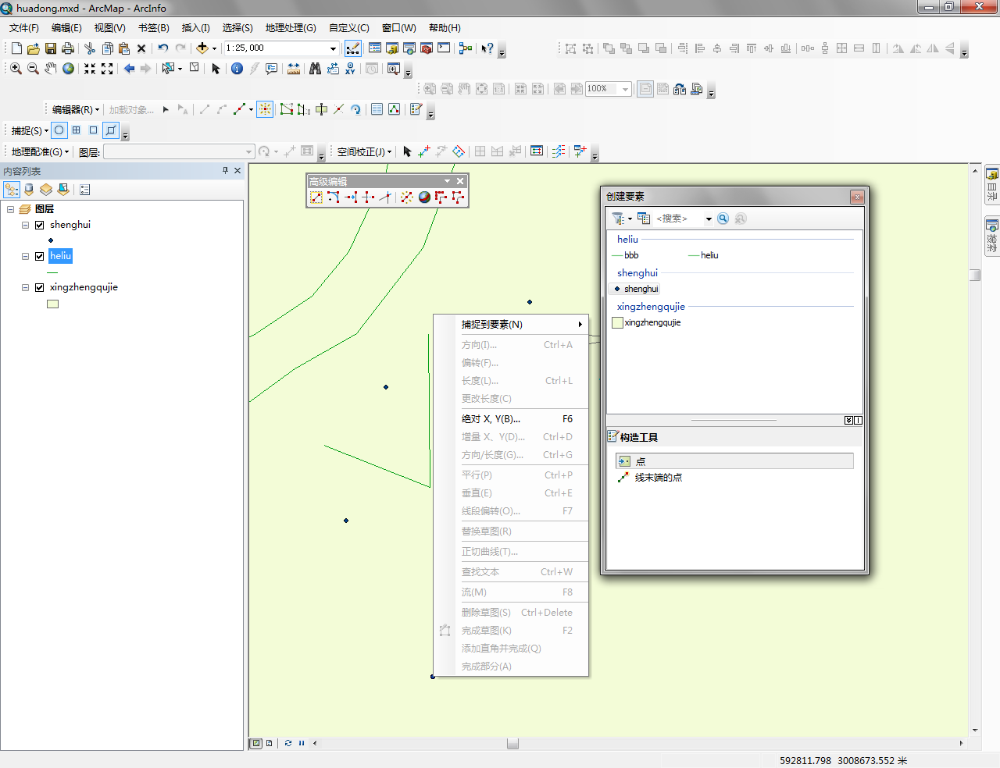 huadong.mxd - ArcMap - ArcInfo
文件(F) 编辑(E) 视图(V) 书签(B) 插入(I) 选择(S) 地理处理(G) 自定义(C) 窗口(W) 帮助(H)
1:25,000
100%
编辑器(R) 加载对象...
捕捉(S)
地理配准(G) 图层: 空间校正(J)
内容列表
图层
shenghui
heliu
xingzhengqujie
高级编辑
捕捉到要素(N)
方向(I)... Ctrl+A
偏转(F)...
长度(L)... Ctrl+L
更改长度(C)
绝对 X, Y(B)... F6
增量 X、Y(D)... Ctrl+D
方向/长度(G)... Ctrl+G
平行(P) Ctrl+P
垂直(E) Ctrl+E
线段偏转(O)... F7
替换草图(R)
正切曲线(T)...
查找文本 Ctrl+W
流(M) F8
删除草图(S) Ctrl+Delete
完成草图(K) F2
添加直角并完成(Q)
完成部分(A)
创建要素
<搜索>
heliu
bbb heliu
shenghui
shenghui
xingzhengqujie
xingzhengqujie
构造工具
点
线末端的点
目录
搜索
592811.798 3008673.552 米